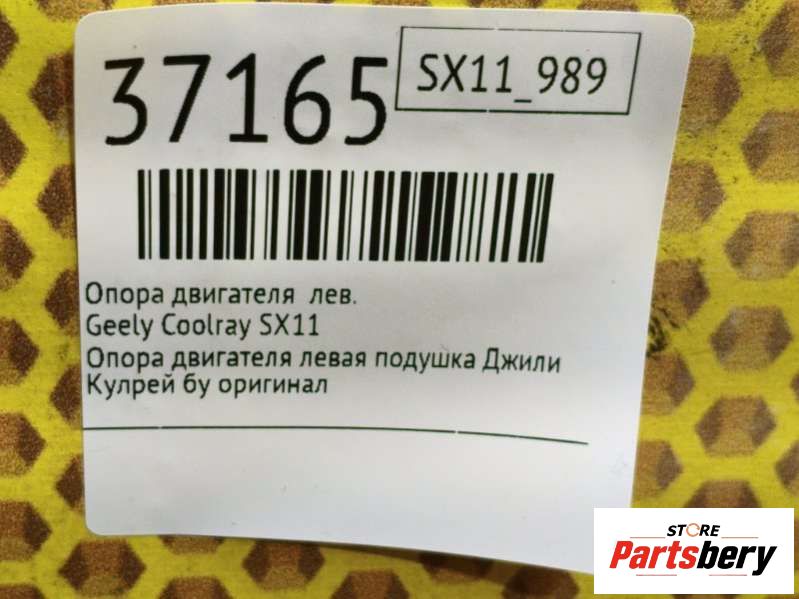 37165
SX11_989
Опора двигателя лев.
Geely Coolray SX11
Опора двигателя левая подушка Джили
Кулрей бу оригинал
STORE
Partsbery